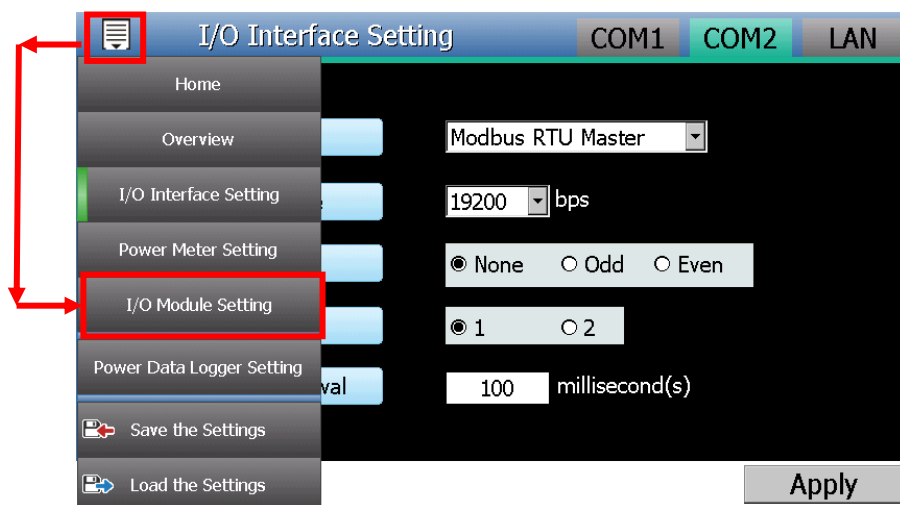 I/O Interface Setting COM1 COM2 LAN
Home
Overview
Modbus RTU Master
I/O Interface Setting
19200 bps
Power Meter Setting
None Odd Even
I/O Module Setting
1 2
Power Data Logger Setting
val 100 millisecond(s)
Save the Settings
Load the Settings
Apply